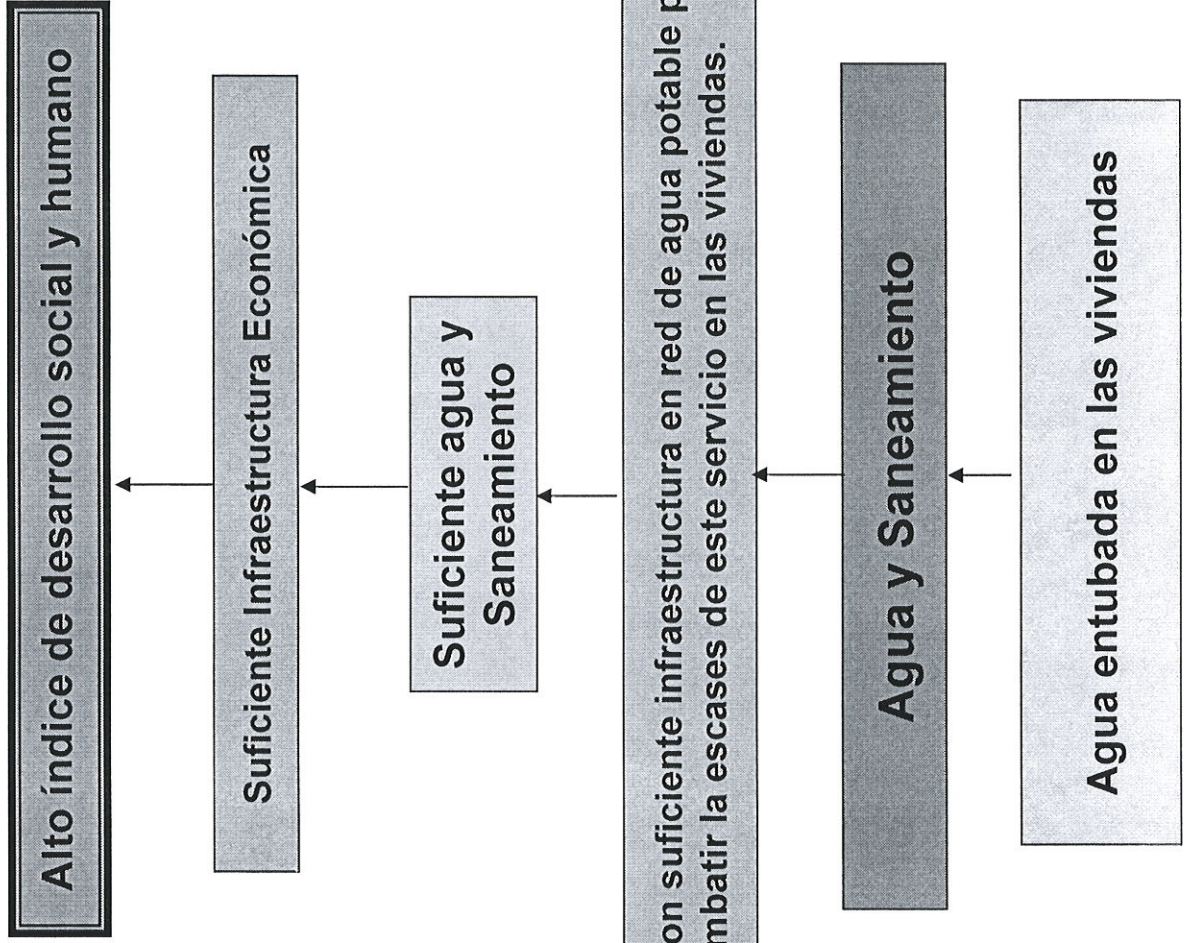 Alto índice de desarrollo social y humano
Suficiente Infraestructura Económica
Suficiente agua y
Saneamiento
suficiente infraestructura en red de agua potable
la escases de este servicio en las viviendas.
Agua y Saneamiento
Agua entubada en las viviendas